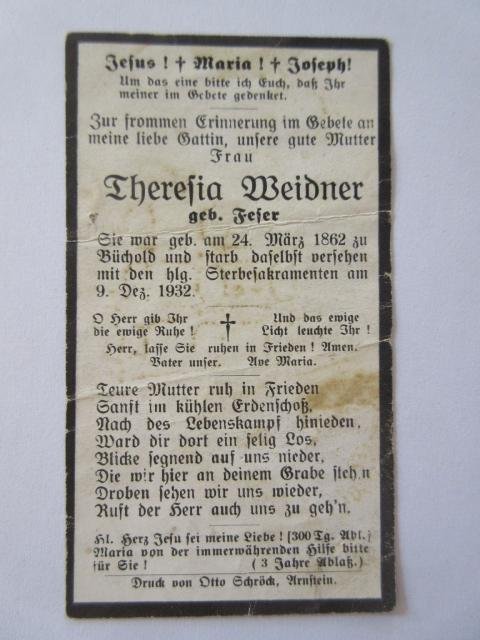 Jesus! † Maria! † Joseph!
Um das eine bitte ich Euch, daß Ihr
meiner im Gebete gedenket.
Zur frommen Erinnerung im Gebete an
meine liebe Gattin, unsere gute Mutter
Frau
Theresia Weidner
geb. Feser
Sie war geb. am 24. März 1862 zu
Büchold und starb daselbst versehen
mit den hlg. Sterbesakramenten am
9. Dez. 1932.
O Herr gib Ihr
die ewige Ruhe!
†
Und das ewige
Licht leuchte Ihr!
Herr, lasse Sie ruhen in Frieden! Amen.
Vater unser. Ave Maria.
Teure Mutter ruh in Frieden
Sanft im kühlen Erdenschoß,
Nach des Lebenskampf hinieden,
Ward dir dort ein selig Los,
Blicke segnend auf uns nieder,
Die wir hier an deinem Grabe steh,n
Droben sehen wir uns wieder,
Ruft der Herr auch uns zu geh'n.
Hl. Herz Jesu sei meine Liebe! [300 Tg. Abl.]
Maria von der immerwährenden Hilfe bitte
für Sie! (3 Jahre Ablaß.)
Druck von Otto Schröck, Arnstein.